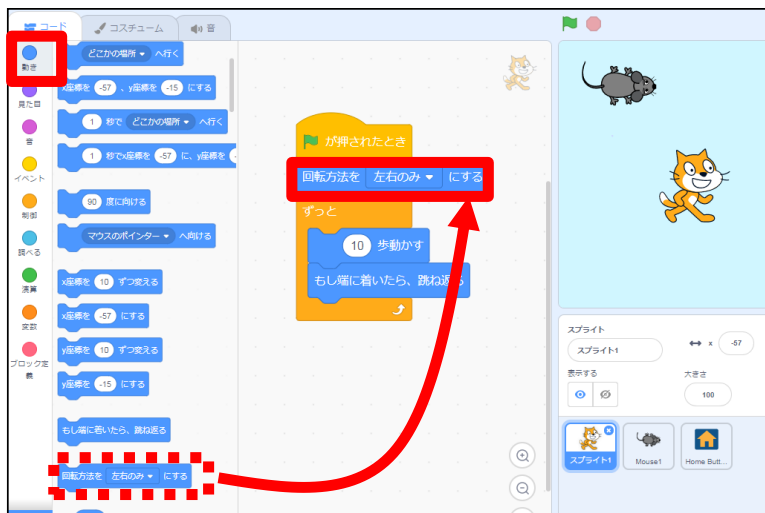 コード
コスチューム
音
動き
見た目
音
イベント
制御
調べる
演算
変数
ブロック定
義
どこかの場所 へ行く
x座標を -57 、y座標を -15 にする
1 秒で どこかの場所 へ行く
1 秒でx座標を -57 に、y座標を
90 度に向ける
マウスのポインター へ向ける
x座標を 10 ずつ変える
x座標を -57 にする
y座標を 10 ずつ変える
y座標を -15 にする
もし端に着いたら、跳ね返る
回転方法を 左右のみ にする
が押されたとき
回転方法を 左右のみ にする
ずっと
10 歩動かす
もし端に着いたら、跳ね返る
スプライト
スプライト1
x -57
表示する
大きさ
100
スプライト1
Mouse1
Home Butt...